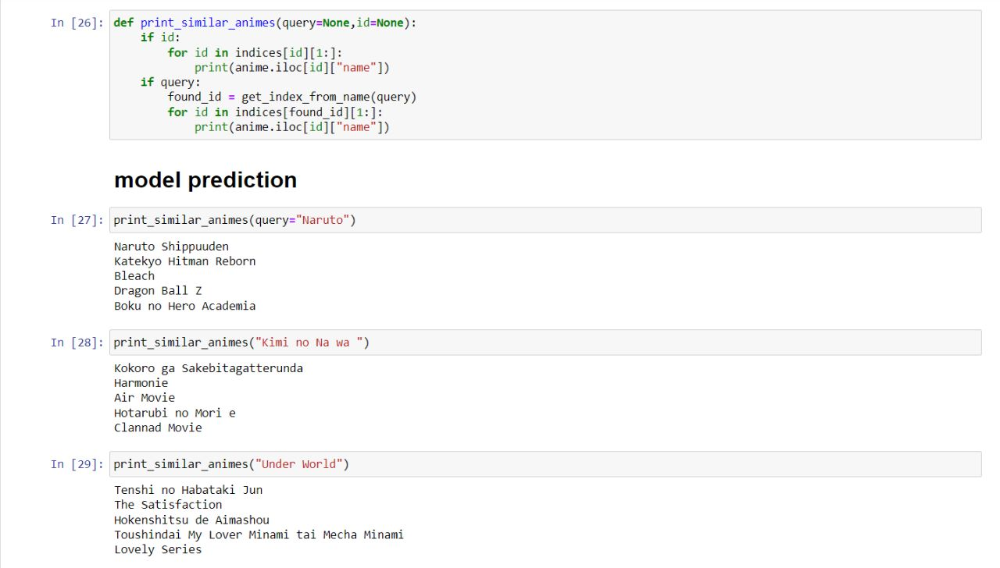 In [26]: def print_similar_animes(query=None,id=None):
    if id:
        for id in indices[id][1:]:
            print(anime.iloc[id]["name"])
    if query:
        found_id = get_index_from_name(query)
        for id in indices[found_id][1:]:
            print(anime.iloc[id]["name"])
model prediction
In [27]: print_similar_animes(query="Naruto")
Naruto Shippuuden
Katekyo Hitman Reborn
Bleach
Dragon Ball Z
Boku no Hero Academia
In [28]: print_similar_animes("Kimi no Na wa ")
Kokoro ga Sakebitagatterunda
Harmonie
Air Movie
Hotarubi no Mori e
Clannad Movie
In [29]: print_similar_animes("Under World")
Tenshi no Habataki Jun
The Satisfaction
Hokenshitsu de Aimashou
Toushindai My Lover Minami tai Mecha Minami
Lovely Series